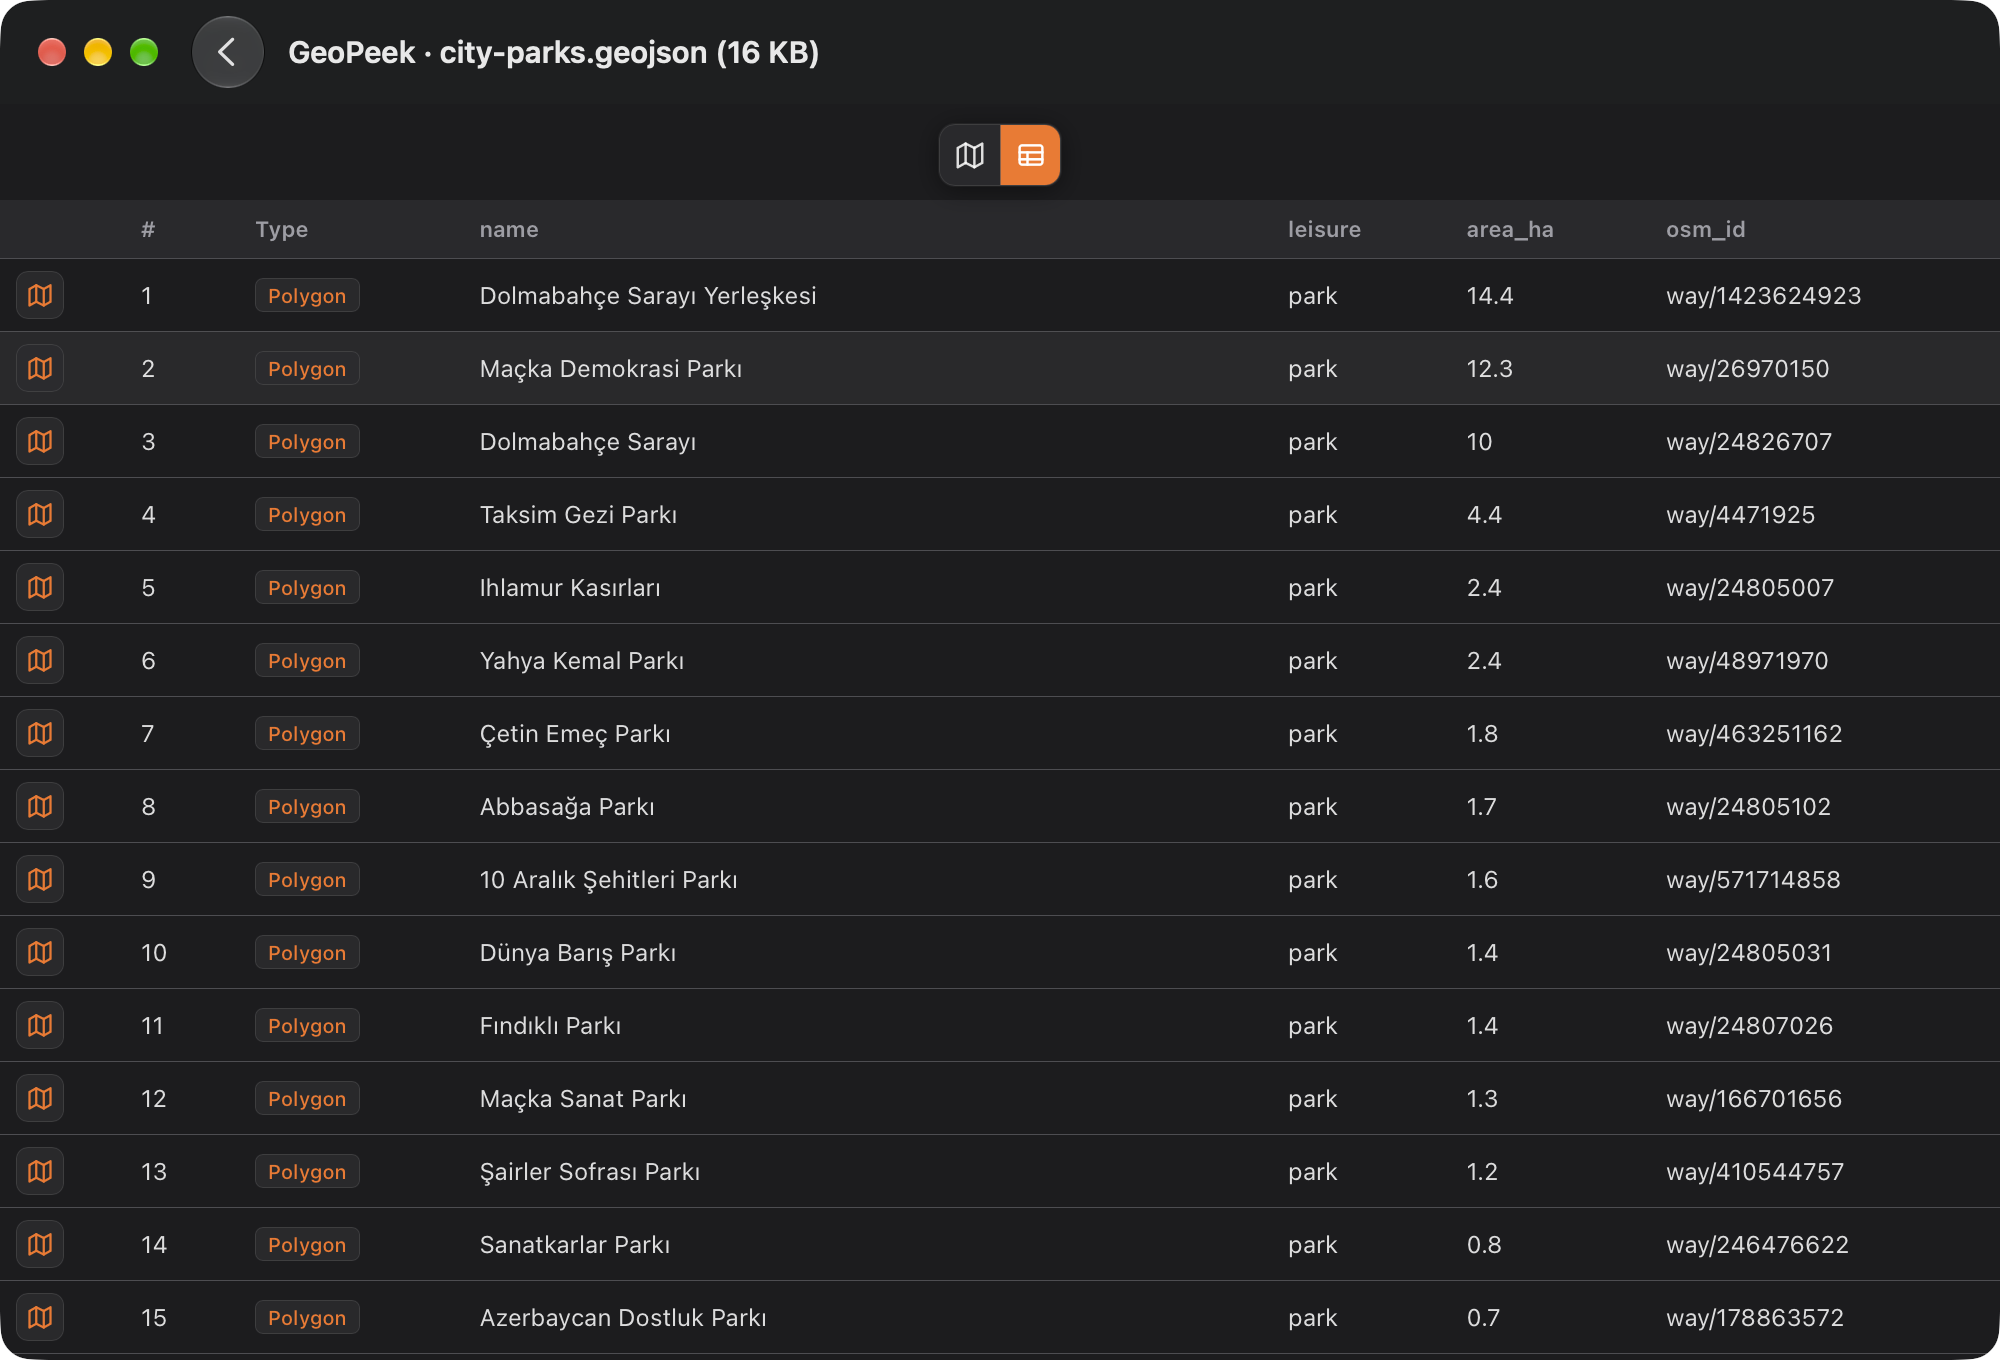 GeoPeek · city-parks.geojson (16 KB)
# Type name leisure area_ha osm_id
1 Polygon Dolmabahçe Sarayı Yerleşkesi park 14.4 way/1423624923
2 Polygon Maçka Demokrasi Parkı park 12.3 way/26970150
3 Polygon Dolmabahçe Sarayı park 10 way/24826707
4 Polygon Taksim Gezi Parkı park 4.4 way/4471925
5 Polygon Ihlamur Kasırları park 2.4 way/24805007
6 Polygon Yahya Kemal Parkı park 2.4 way/48971970
7 Polygon Çetin Emeç Parkı park 1.8 way/463251162
8 Polygon Abbasağa Parkı park 1.7 way/24805102
9 Polygon 10 Aralık Şehitleri Parkı park 1.6 way/571714858
10 Polygon Dünya Barış Parkı park 1.4 way/24805031
11 Polygon Fındıklı Parkı park 1.4 way/24807026
12 Polygon Maçka Sanat Parkı park 1.3 way/166701656
13 Polygon Şairler Sofrası Parkı park 1.2 way/410544757
14 Polygon Sanatkarlar Parkı park 0.8 way/246476622
15 Polygon Azerbaycan Dostluk Parkı park 0.7 way/178863572